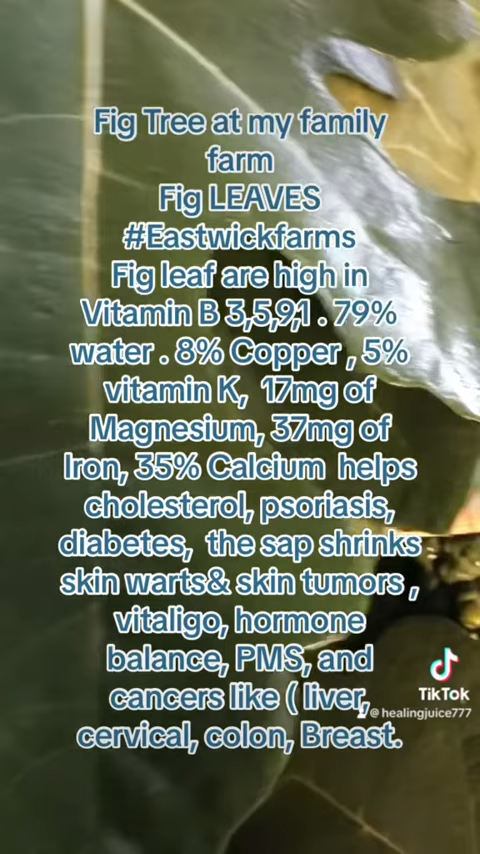 Fig Tree at my family
farm
Fig LEAVES
#Eastwickfarms
Fig leaf are high in
Vitamin B 3,5,9,1 . 79%
water . 8% Copper , 5%
vitamin K, 17mg of
Magnesium, 37mg of
Iron, 35% Calcium helps
cholesterol, psoriasis,
diabetes, the sap shrinks
skin warts& skin tumors ,
vitaligo, hormone
balance, PMS, and
cancers like ( liver,
cervical, colon, Breast.
TikTok
@healingjuice777